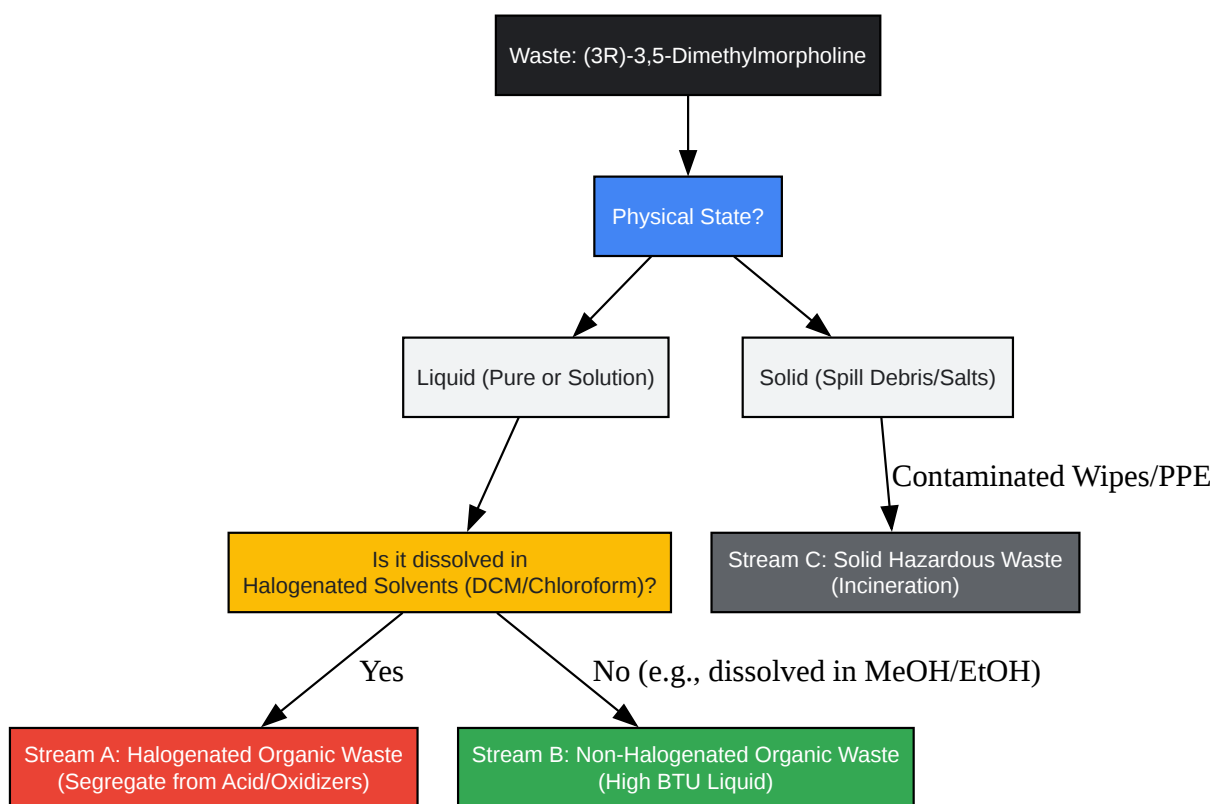 Waste: (3R)-3,5-Dimethylmorpholine
Physical State?
Liquid (Pure or Solution)
Solid (Spill Debris/Salts)
Contaminated Wipes/PPE
Is it dissolved in
Halogenated Solvents (DCM/Chloroform)?
Stream C: Solid Hazardous Waste
(Incineration)
Yes
No (e.g., dissolved in MeOH/EtOH)
Stream A: Halogenated Organic Waste
(Segregate from Acid/Oxidizers)
Stream B: Non-Halogenated Organic Waste
(High BTU Liquid)